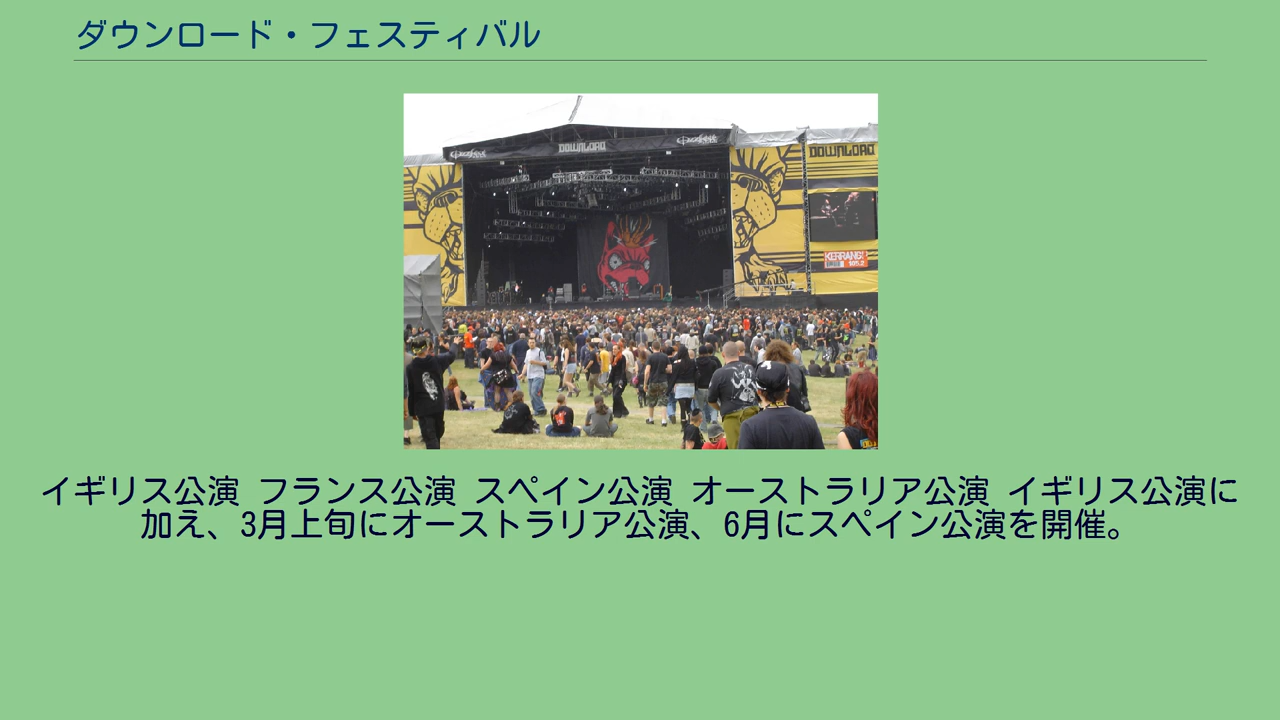 ダウンロード・フェスティバル
DOWNLOAD
DOWNLOAD
KERRANG!
イギリス公演 フランス公演 スペイン公演 オーストラリア公演 イギリス公演に
加え、3月上旬にオーストラリア公演、6月にスペイン公演を開催。